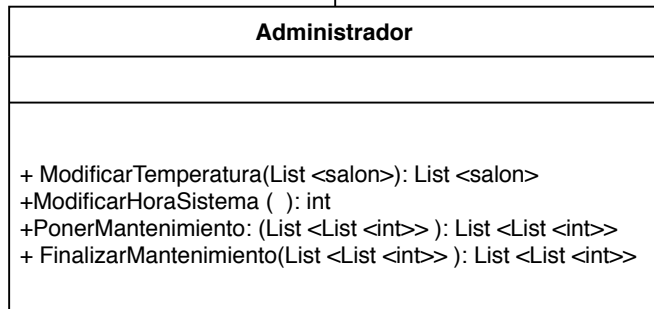 Administrador
+ ModificarTemperatura(List <salon>): List <salon>
+ModificarHoraSistema (  ): int
+PonerMantenimiento: (List <List <int>> ): List <List <int>>
+ FinalizarMantenimiento(List <List <int>> ): List <List <int>>